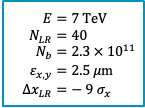 E = 7 TeV
N_LR = 40
N_b = 2.3 × 10^11
ε_x,y = 2.5 μm
Δx_LR = − 9 σ_x